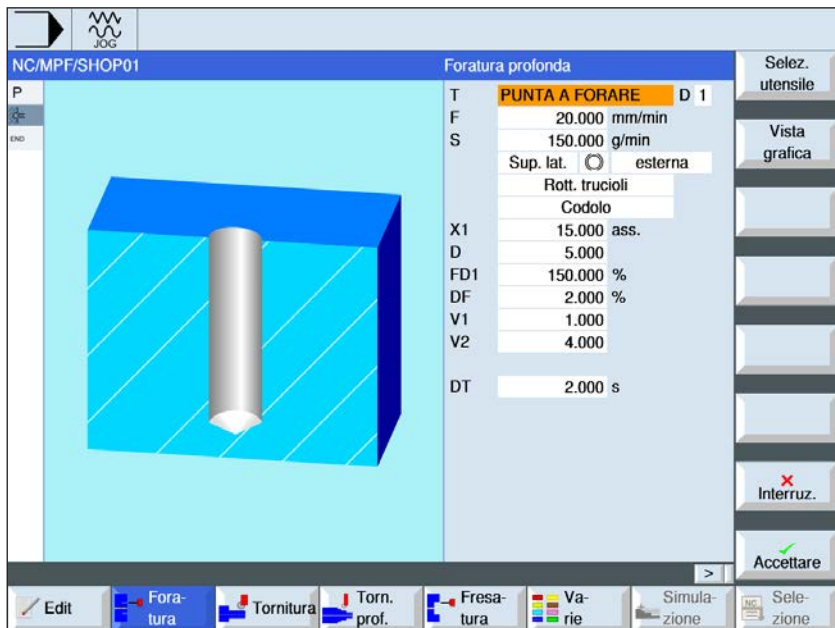 JOG
NC/MPF/SHOP01
Foratura profonda
P
END
T PUNTA A FORARE D 1
F 20.000 mm/min
S 150.000 g/min
Sup. lat. esterna
Rott. trucioli
Codolo
X1 15.000 ass.
D 5.000
FD1 150.000 %
DF 2.000 %
V1 1.000
V2 4.000
DT 2.000 s
Selez.
utensile
Vista
grafica
Interruz.
Accettare
>
Edit
Fora-
tura
Tornitura
Torn.
prof.
Fresa-
tura
Va-
rie
Simula-
zione
NC
Sele-
zione